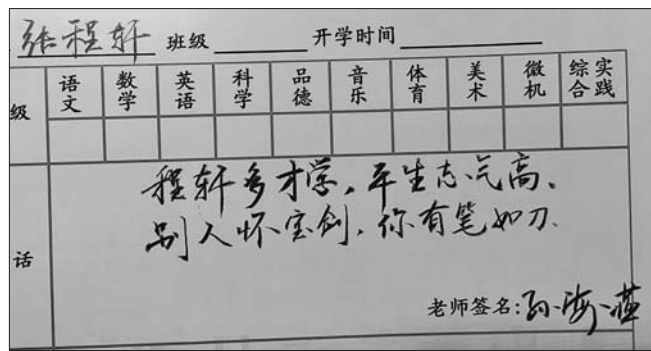 张程轩 班级 开学时间
级 语文 数学 英语 科学 品德 音乐 体育 美术 微机 综合实践
程轩多才学，平生志气高、
别人怀宝剑，你有笔如刀.
话
老师签名：孙海燕